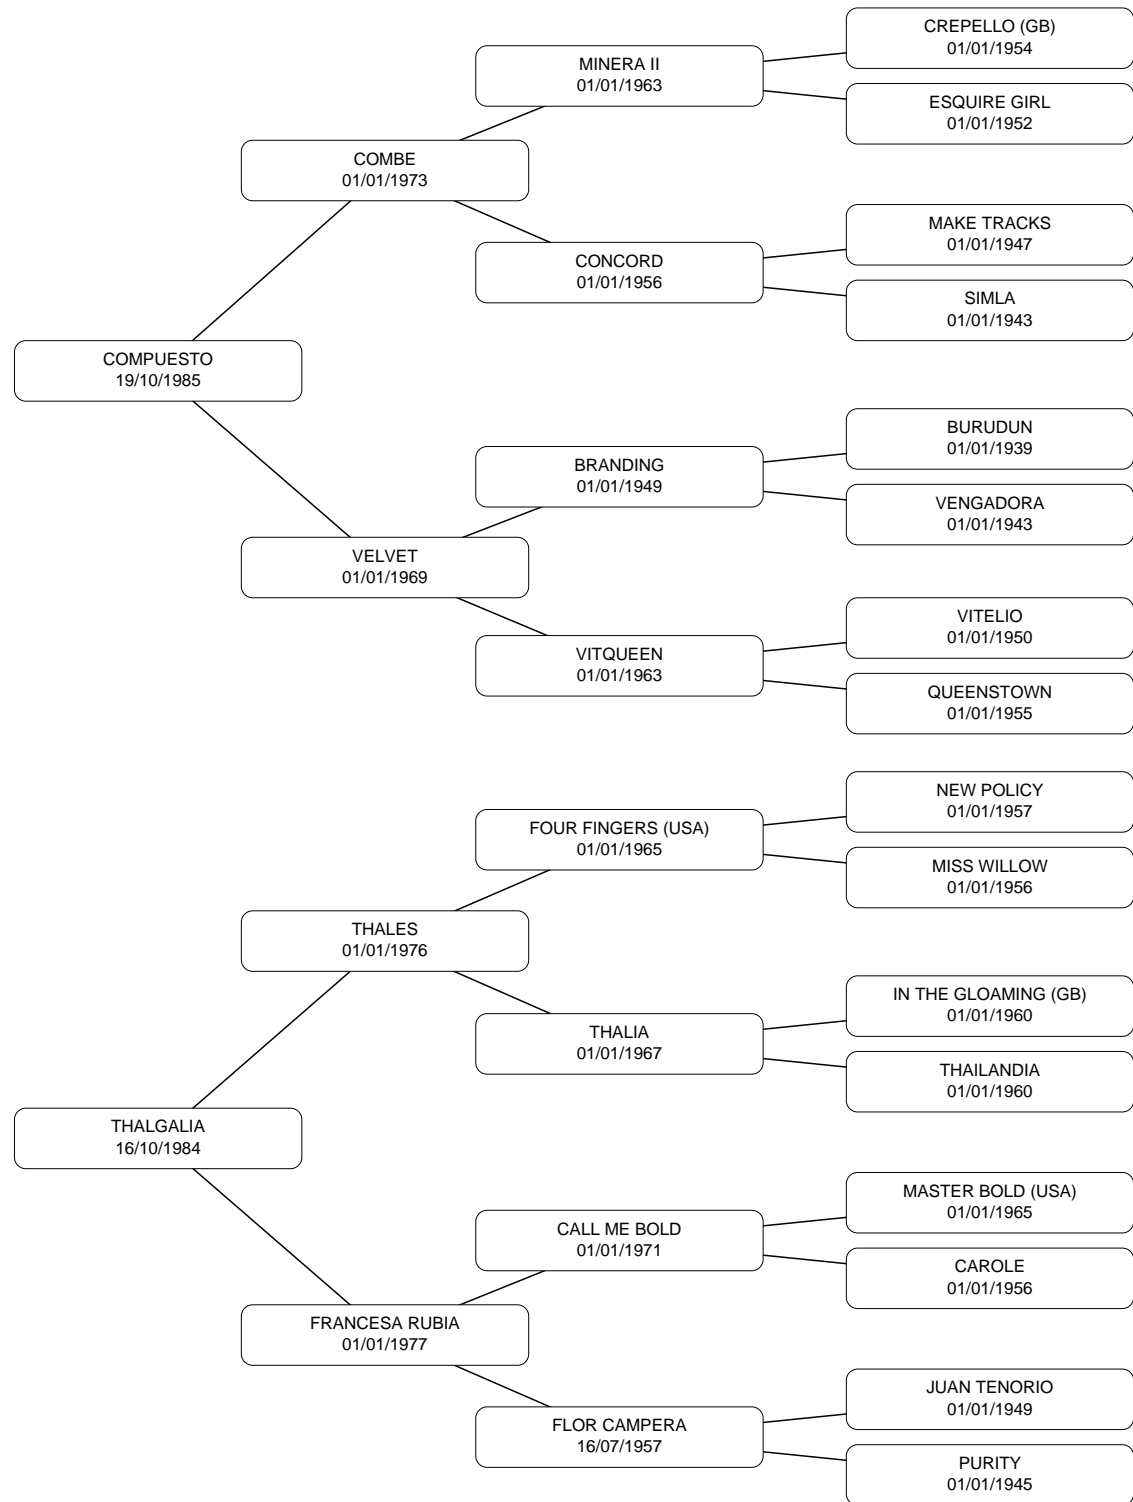 CREPELLO (GB)
01/01/1954
MINERA II
01/01/1963
ESQUIRE GIRL
01/01/1952
COMBE
01/01/1973
MAKE TRACKS
01/01/1947
CONCORD
01/01/1956
SIMLA
01/01/1943
COMPUESTO
19/10/1985
BURUDUN
01/01/1939
BRANDING
01/01/1949
VENGADORA
01/01/1943
VELVET
01/01/1969
VITELIO
01/01/1950
VITQUEEN
01/01/1963
QUEENSTOWN
01/01/1955
NEW POLICY
01/01/1957
FOUR FINGERS (USA)
01/01/1965
MISS WILLOW
01/01/1956
THALES
01/01/1976
IN THE GLOAMING (GB)
01/01/1960
THALIA
01/01/1967
THAILANDIA
01/01/1960
THALGALIA
16/10/1984
MASTER BOLD (USA)
01/01/1965
CALL ME BOLD
01/01/1971
CAROLE
01/01/1956
FRANCESA RUBIA
01/01/1977
JUAN TENORIO
01/01/1949
FLOR CAMPERA
16/07/1957
PURITY
01/01/1945